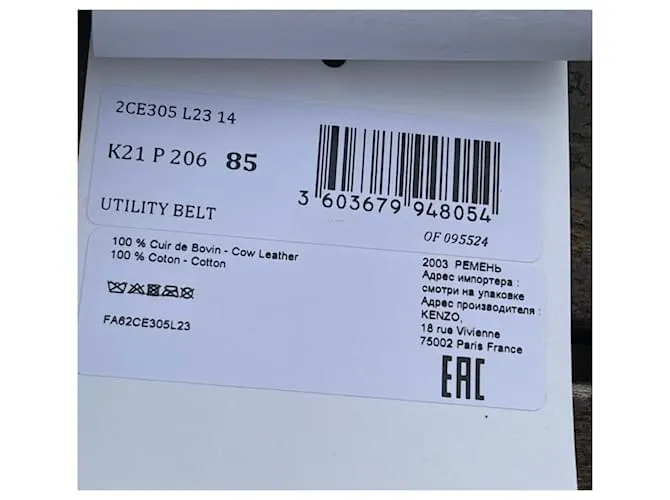 2CE305 L23 14
K21 P 206 85
UTILITY BELT
3 603679 948054
OF 095524
100 % Cuir de Bovin - Cow Leather
100 % Coton - Cotton
FA62CE305L23
2003 РЕМЕНЬ
Адрес импортера :
смотри на упаковке
Адрес производителя :
KENZO,
18 rue Vivienne
75002 Paris France
EAC